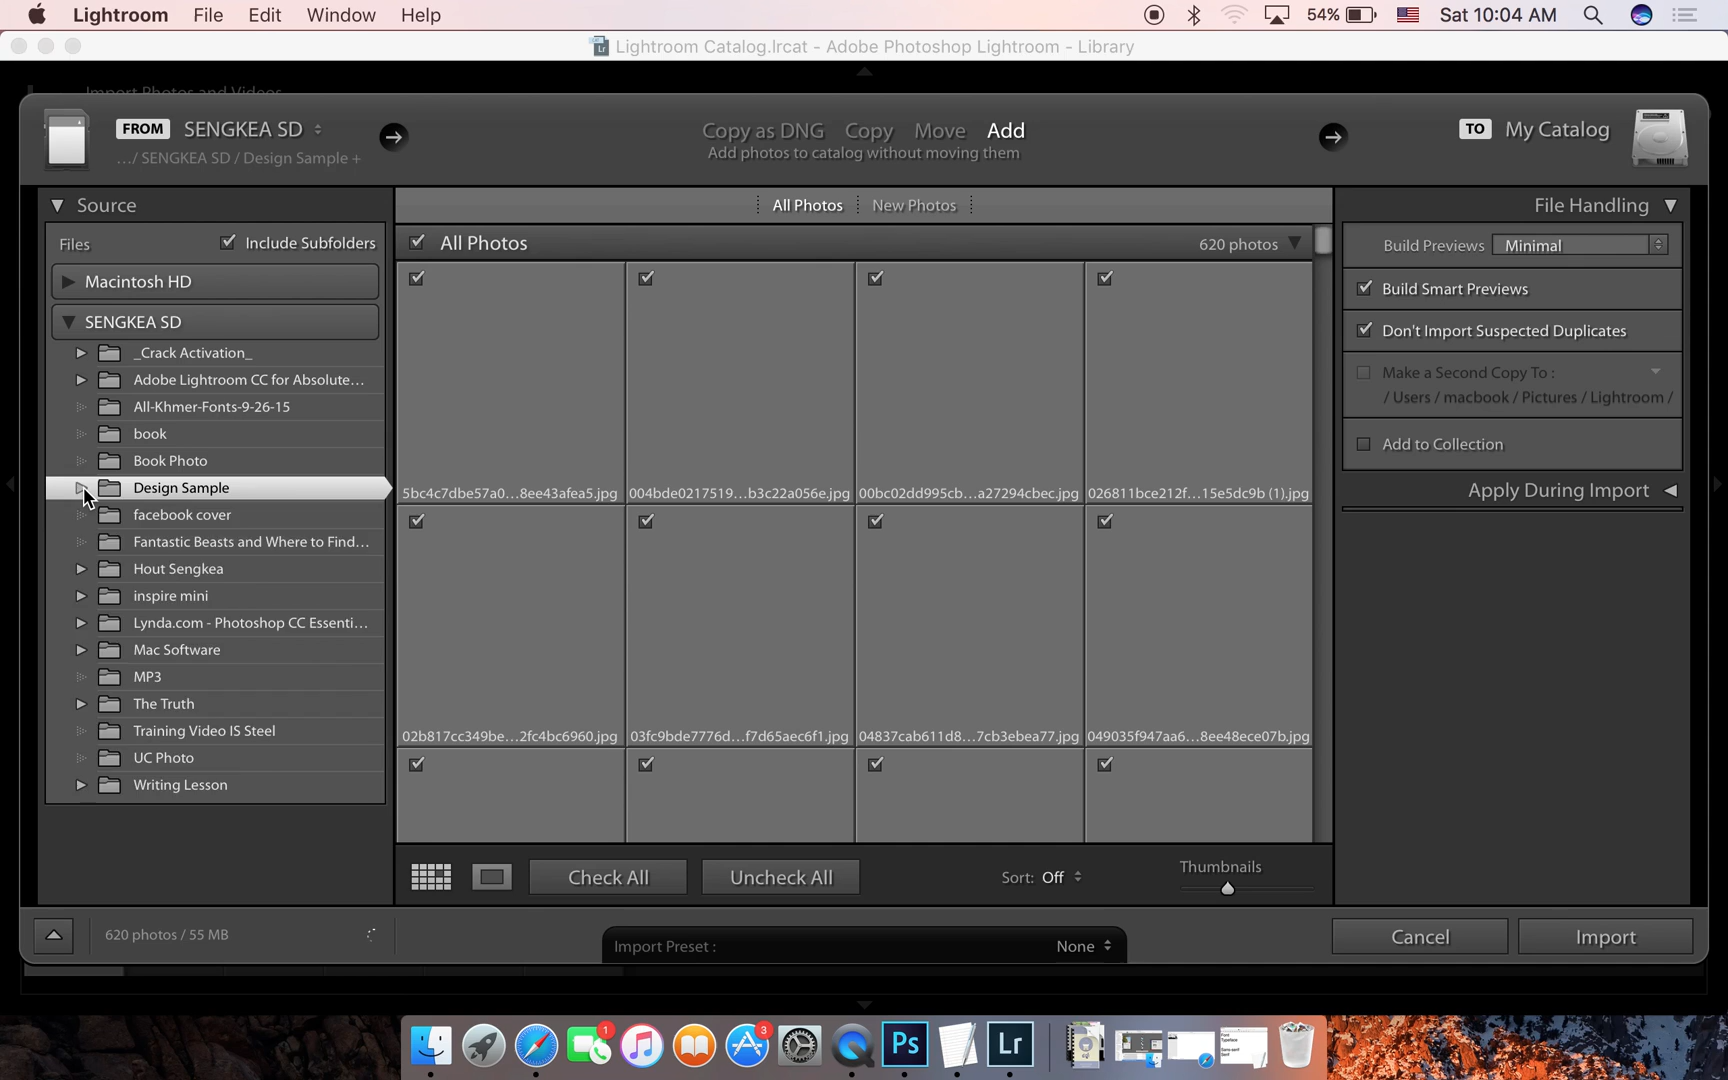 Lightroom File Edit Window Help 54% Sat 10:04 AM
Lightroom Catalog.lrcat - Adobe Photoshop Lightroom - Library
Import Photos and Videos
FROM SENGKEA SD
…/ SENGKEA SD / Design Sample +
Copy as DNG Copy Move Add
Add photos to catalog without moving them
TO My Catalog
Source
Files Include Subfolders
Macintosh HD
SENGKEA SD
_Crack Activation_
Adobe Lightroom CC for Absolute…
All-Khmer-Fonts-9-26-15
book
Book Photo
Design Sample
facebook cover
Fantastic Beasts and Where to Find…
Hout Sengkea
inspire mini
Lynda.com - Photoshop CC Essenti…
Mac Software
MP3
The Truth
Training Video IS Steel
UC Photo
Writing Lesson
All Photos New Photos
All Photos 620 photos
5bc4c7dbe57a0…8ee43afea5.jpg 004bde0217519…b3c22a056e.jpg 00bc02dd995cb…a27294cbec.jpg 026811bce212f…15e5dc9b (1).jpg
02b817cc349be…2fc4bc6960.jpg 03fc9bde7776d…f7d65aec6f1.jpg 04837cab611d8…7cb3ebea77.jpg 049035f947aa6…8ee48ece07b.jpg
Check All Uncheck All Sort: Off Thumbnails
File Handling
Build Previews Minimal
Build Smart Previews
Don't Import Suspected Duplicates
Make a Second Copy To :
/ Users / macbook / Pictures / Lightroom /
Add to Collection
Apply During Import
620 photos / 55 MB
Import Preset : None
Cancel Import
1 3 Ps Lr